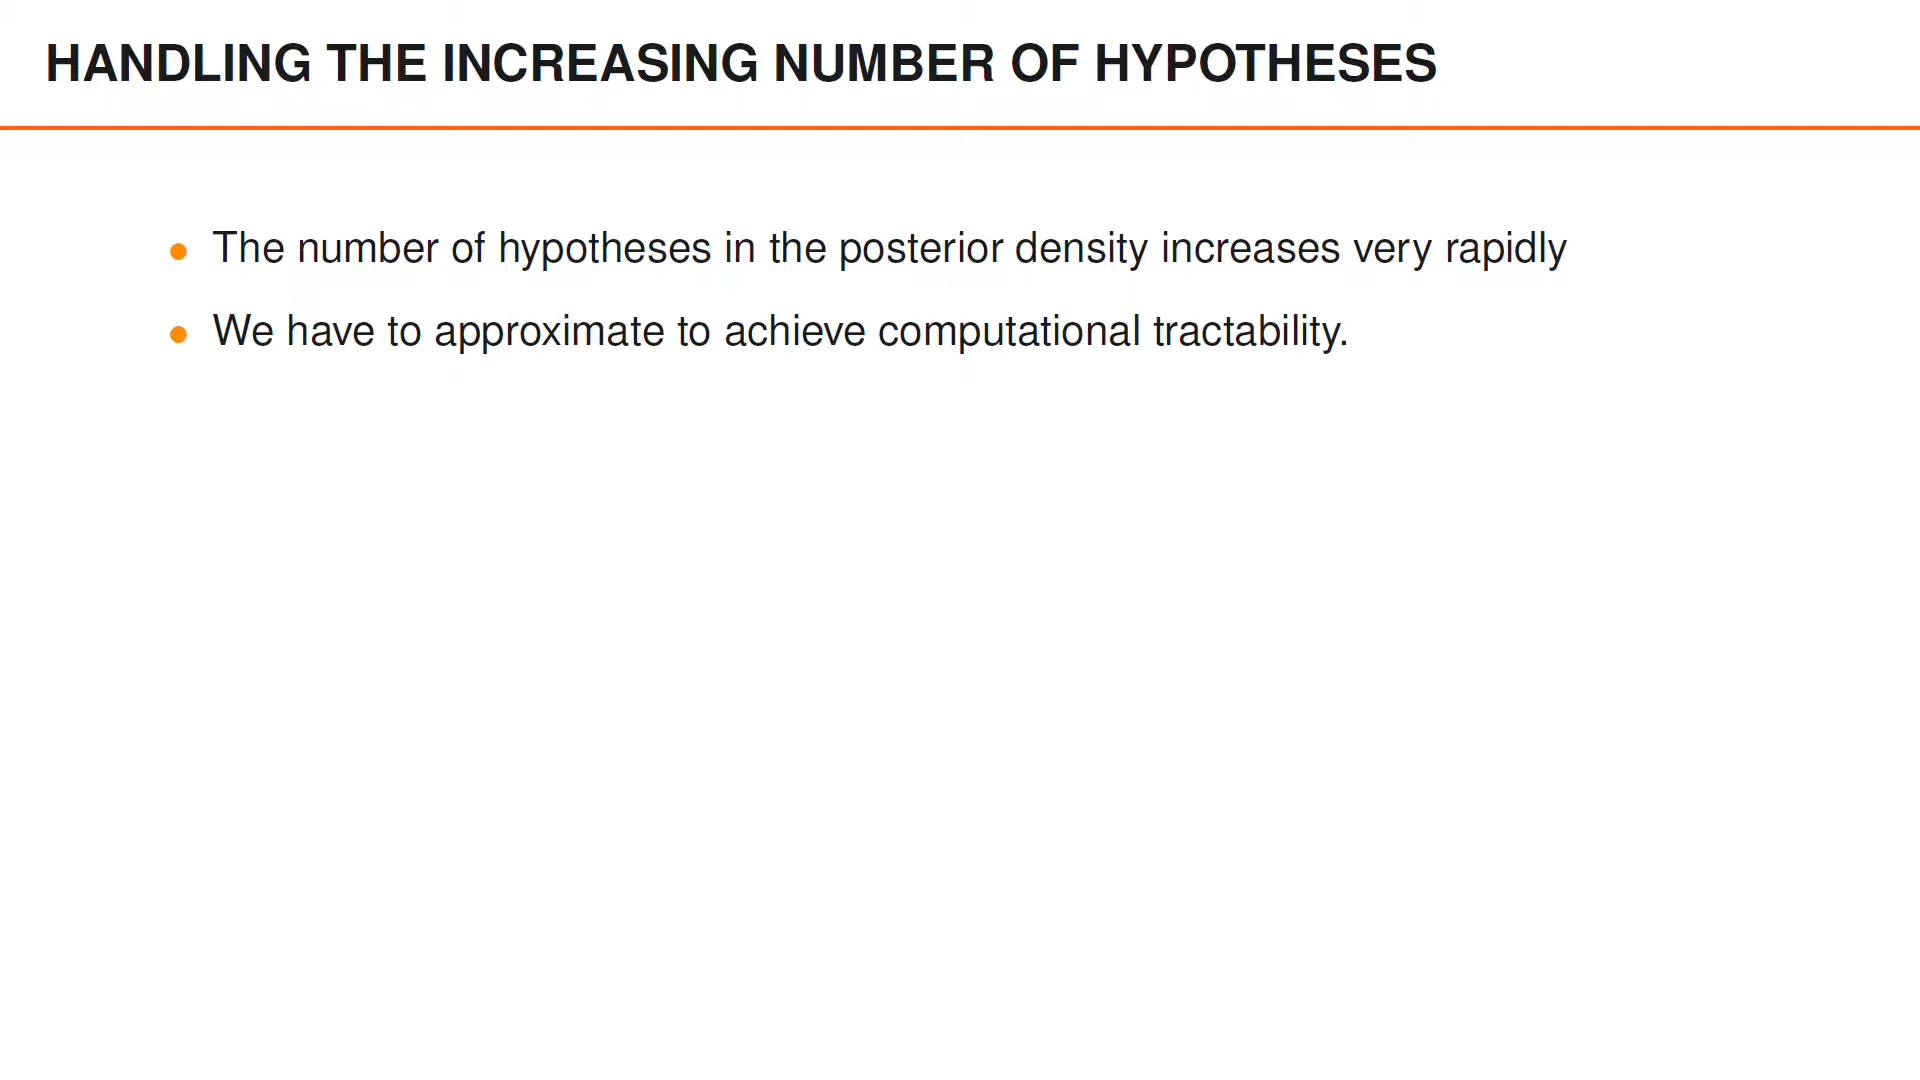 HANDLING THE INCREASING NUMBER OF HYPOTHESES
The number of hypotheses in the posterior density increases very rapidly
We have to approximate to achieve computational tractability.